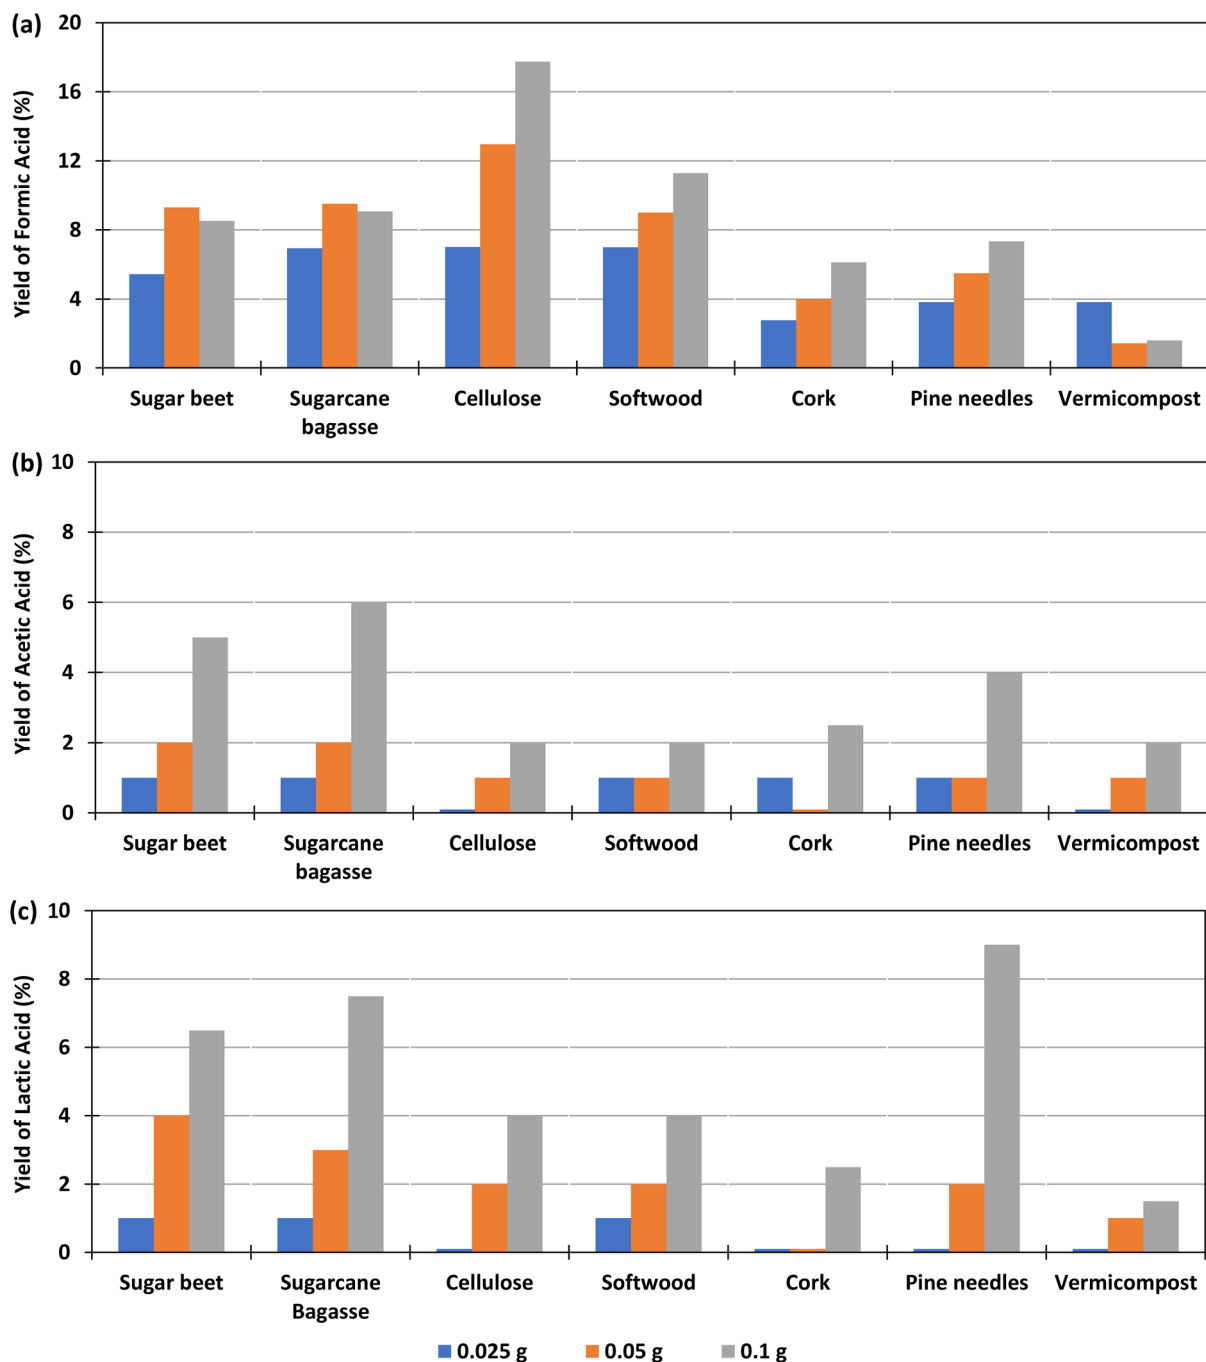 (a)
Yield of Formic Acid (%)
20
16
12
8
4
0
Sugar beet
Sugarcane bagasse
Cellulose
Softwood
Cork
Pine needles
Vermicompost
(b)
Yield of Acetic Acid (%)
10
8
6
4
2
0
Sugar beet
Sugarcane bagasse
Cellulose
Softwood
Cork
Pine needles
Vermicompost
(c)
Yield of Lactic Acid (%)
10
8
6
4
2
0
Sugar beet
Sugarcane Bagasse
Cellulose
Softwood
Cork
Pine needles
Vermicompost
0.025 g
0.05 g
0.1 g